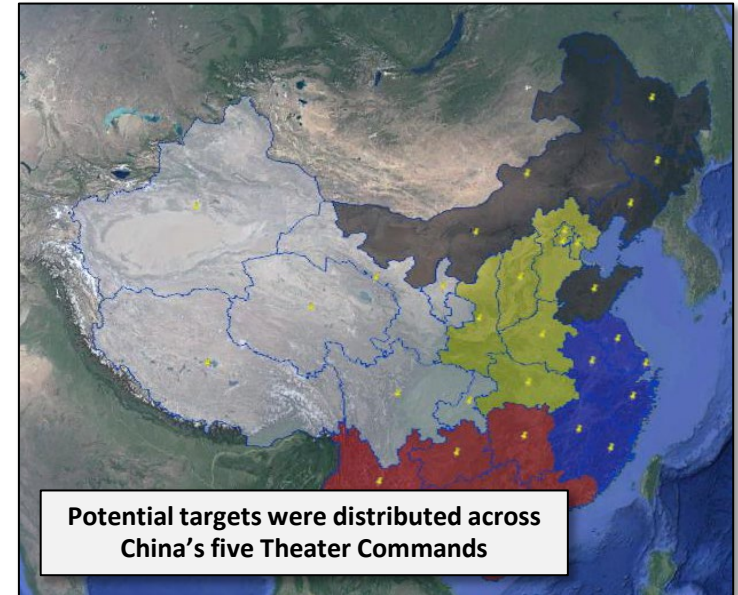 Potential targets were distributed across
China's five Theater Commands